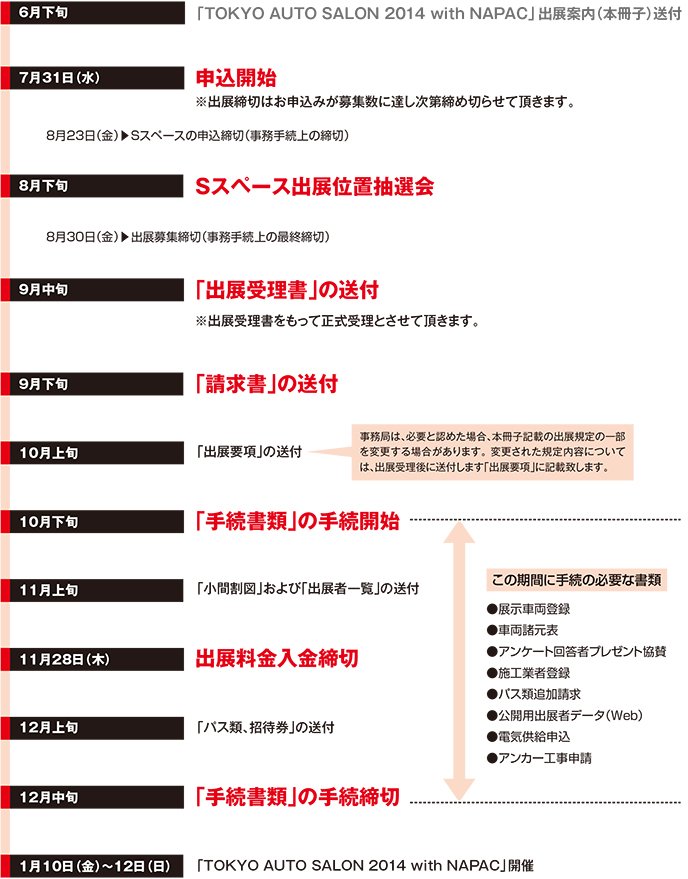 6月下旬
「TOKYO AUTO SALON 2014 with NAPAC」出展案内(本冊子)送付
7月31日(水)
申込開始
※出展締切はお申込みが募集数に達し次第締め切らせて頂きます。
8月23日(金)▶Sスペースの申込締切(事務手続上の締切)
8月下旬
Sスペース出展位置抽選会
8月30日(金)▶出展募集締切(事務手続上の最終締切)
9月中旬
「出展受理書」の送付
※出展受理書をもって正式受理とさせて頂きます。
9月下旬
「請求書」の送付
10月上旬
「出展要項」の送付
事務局は、必要と認めた場合、本冊子記載の出展規定の一部
を変更する場合があります。変更された規定内容について
は、出展受理後に送付します「出展要項」に記載致します。
10月下旬
「手続書類」の手続開始
11月上旬
「小間割図」および「出展者一覧」の送付
11月28日(木)
出展料金入金締切
12月上旬
「パス類、招待券」の送付
12月中旬
「手続書類」の手続締切
この期間に手続の必要な書類
●展示車両登録
●車両諸元表
●アンケート回答者プレゼント協賛
●施工業者登録
●パス類追加請求
●公開用出展者データ(Web)
●電気供給申込
●アンカー工事申請
1月10日(金)〜12日(日)
「TOKYO AUTO SALON 2014 with NAPAC」開催